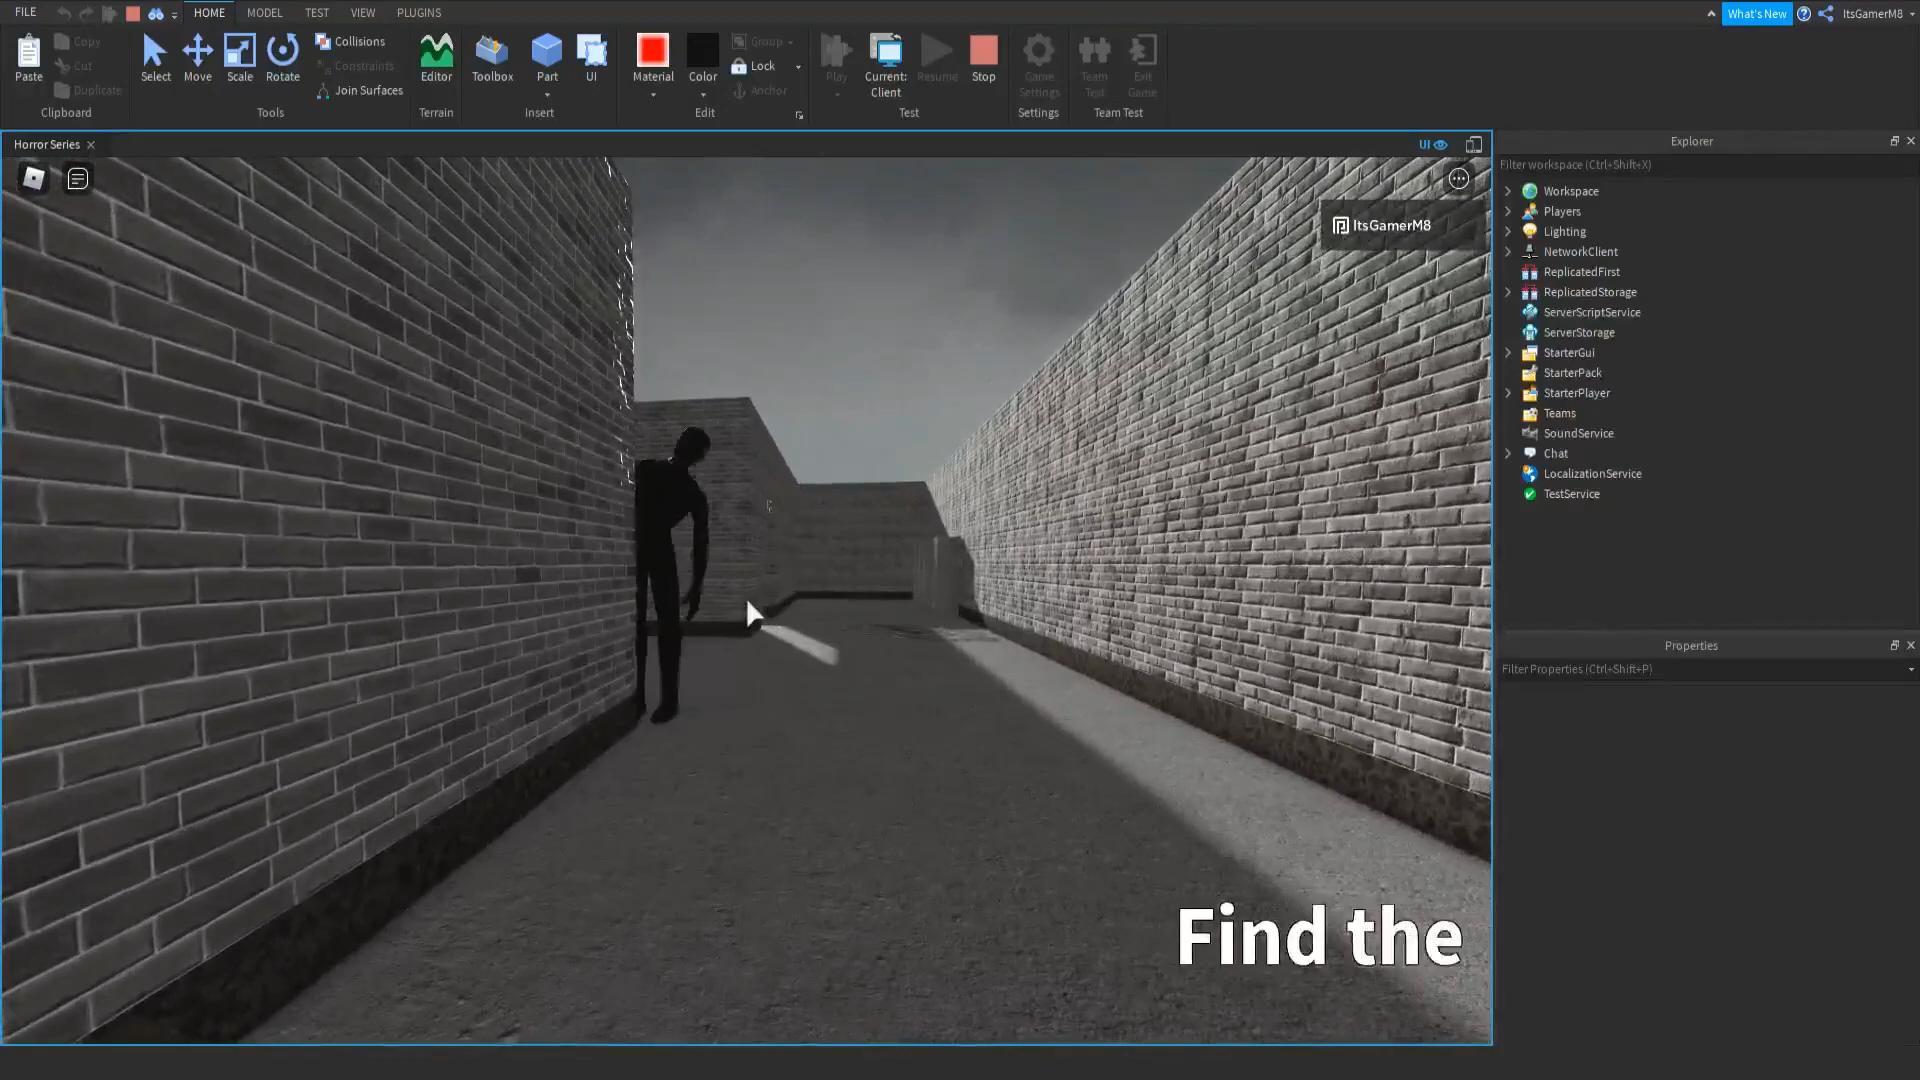 FILE
HOME
MODEL
TEST
VIEW
PLUGINS
What's New
ItsGamerM8
Paste
Copy
Cut
Duplicate
Clipboard
Select
Move
Scale
Rotate
Collisions
Constraints
Join Surfaces
Tools
Editor
Terrain
Toolbox
Part
UI
Insert
Material
Color
Group
Lock
Anchor
Edit
Play
Current:
Client
Resume
Stop
Test
Game
Settings
Settings
Team
Test
Exit
Game
Team Test
Horror Series
UI
ItsGamerM8
Find the
Explorer
Filter workspace (Ctrl+Shift+X)
Workspace
Players
Lighting
NetworkClient
ReplicatedFirst
ReplicatedStorage
ServerScriptService
ServerStorage
StarterGui
StarterPack
StarterPlayer
Teams
SoundService
Chat
LocalizationService
TestService
Properties
Filter Properties (Ctrl+Shift+P)